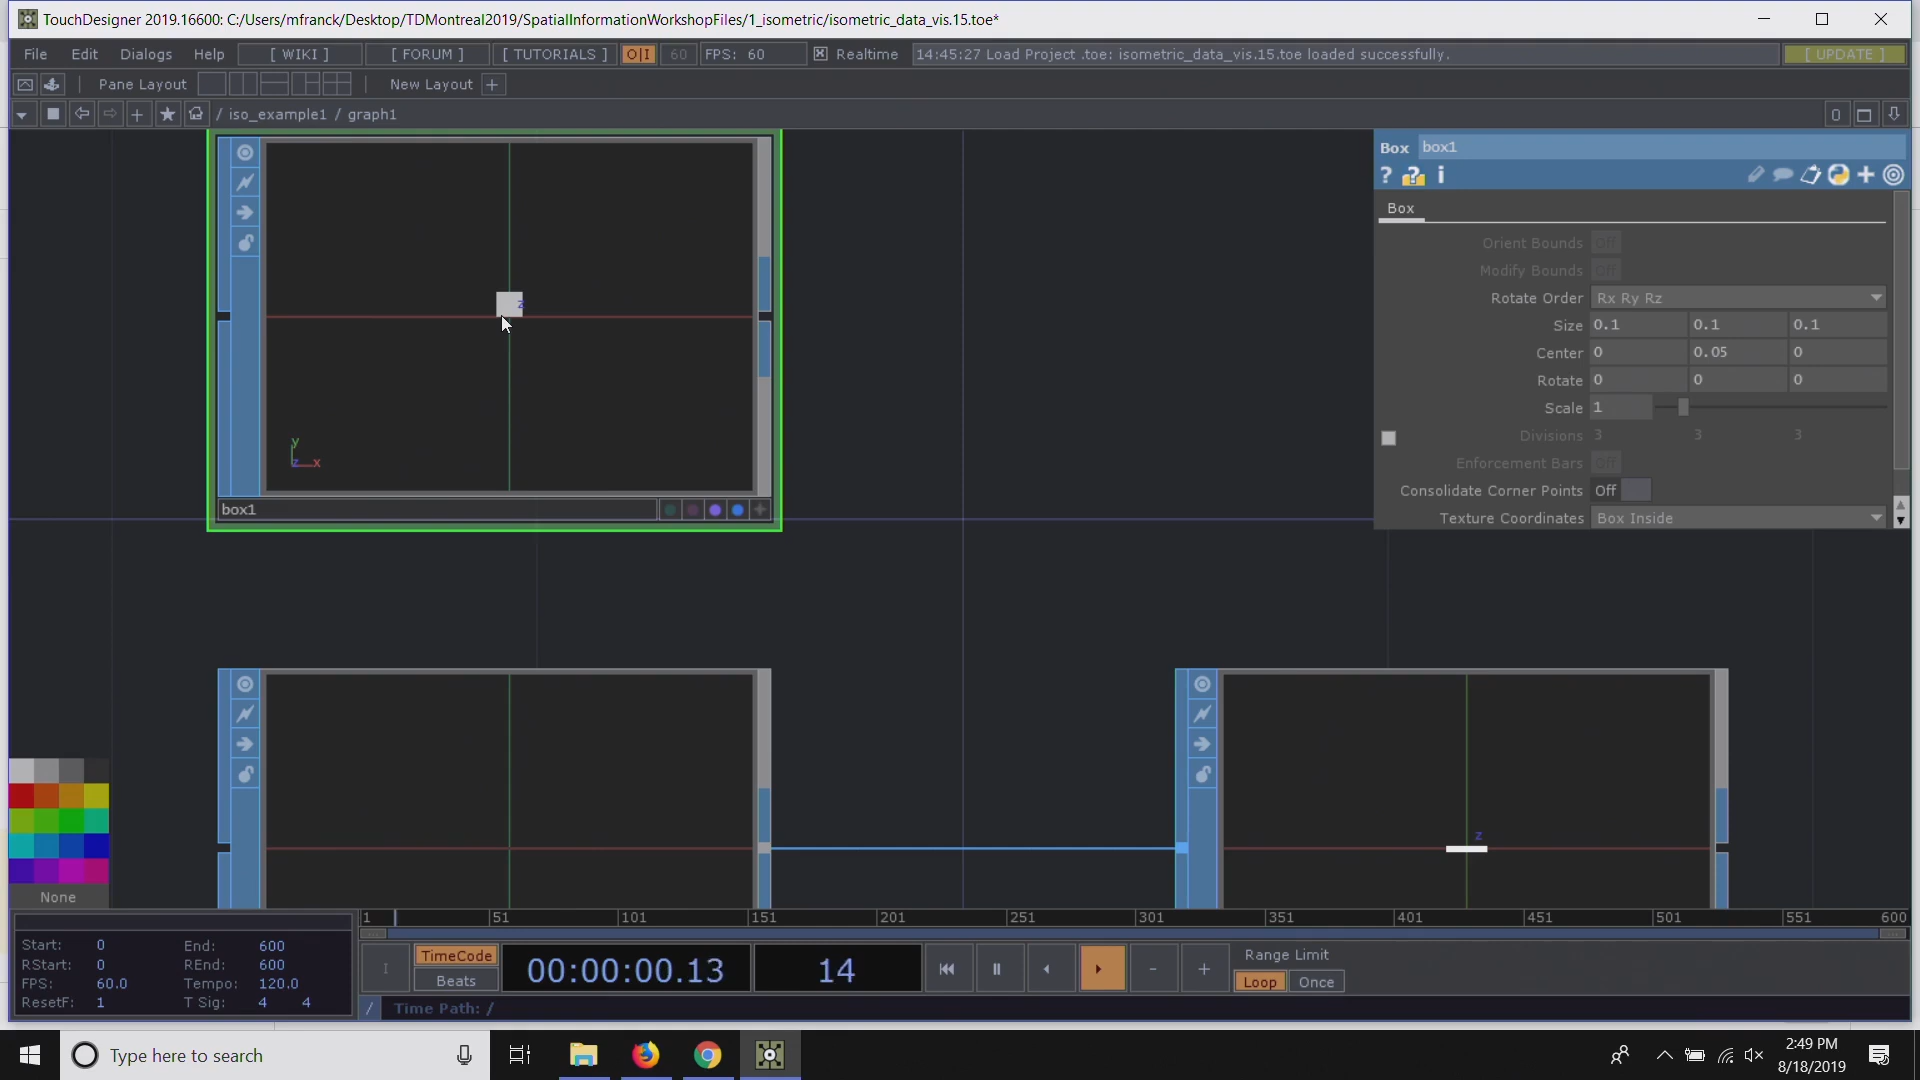 TouchDesigner 2019.16600: C:/Users/mfranck/Desktop/TDMontreal2019/SpatialInformationWorkshopFiles/1_isometric/isometric_data_vis.15.toe*
File Edit Dialogs Help [ WIKI ] [ FORUM ] [ TUTORIALS ] O|I 60 FPS: 60 Realtime 14:45:27 Load Project .toe: isometric_data_vis.15.toe loaded successfully. [ UPDATE ]
Pane Layout New Layout +
/ iso_example1 / graph1 0
Box box1
? ? i
Box
Orient Bounds Off
Modify Bounds Off
Rotate Order Rx Ry Rz
Size 0.1 0.1 0.1
Center 0 0.05 0
Rotate 0 0 0
Scale 1
Divisions 3 3 3
Enforcement Bars Off
Consolidate Corner Points Off
Texture Coordinates Box Inside
z
y
z x
box1
z
None
1 51 101 151 201 251 301 351 401 451 501 551 600
Start: 0 End: 600
RStart: 0 REnd: 600
FPS: 60.0 Tempo: 120.0
ResetF: 1 T Sig: 4 4
I TimeCode Beats 00:00:00.13 14 - + Range Limit
Loop Once
/ Time Path: /
Type here to search
2:49 PM
8/18/2019